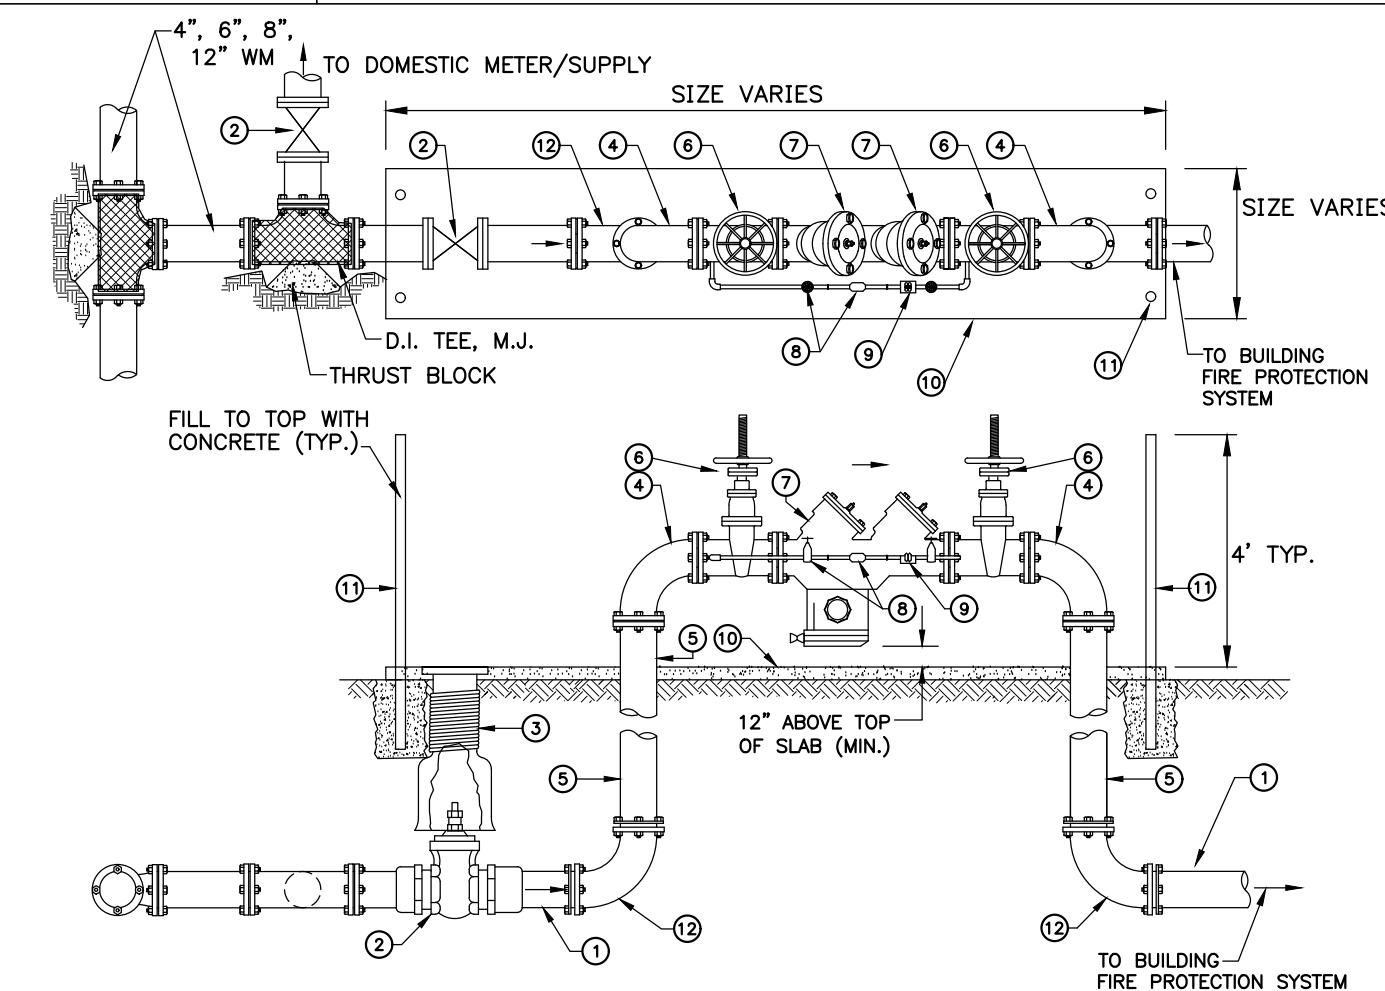 4", 6", 8",
12" WM
TO DOMESTIC METER/SUPPLY
SIZE VARIES
2
2
12
4
6
7
7
6
4
SIZE VARIES
D.I. TEE, M.J.
THRUST BLOCK
8
9
10
11
TO BUILDING
FIRE PROTECTION
SYSTEM
FILL TO TOP WITH
CONCRETE (TYP.)
6
4
7
6
4
4' TYP.
11
11
8
9
5
10
12" ABOVE TOP
OF SLAB (MIN.)
3
5
5
1
2
1
12
12
TO BUILDING
FIRE PROTECTION SYSTEM